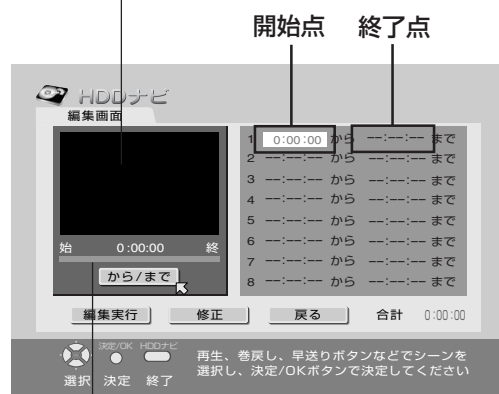 開始点 終了点
HDDナビ
編集画面
1 0:00:00 から --:--:-- まで
2 --:--:-- から --:--:-- まで
3 --:--:-- から --:--:-- まで
4 --:--:-- から --:--:-- まで
5 --:--:-- から --:--:-- まで
6 --:--:-- から --:--:-- まで
7 --:--:-- から --:--:-- まで
8 --:--:-- から --:--:-- まで
始 0:00:00 終
から/まで
編集実行 修正 戻る 合計 0:00:00
決定/OK HDDナビ
選択 決定 終了
再生、巻戻し、早送りボタンなどでシーンを
選択し、決定/OKボタンで決定してください